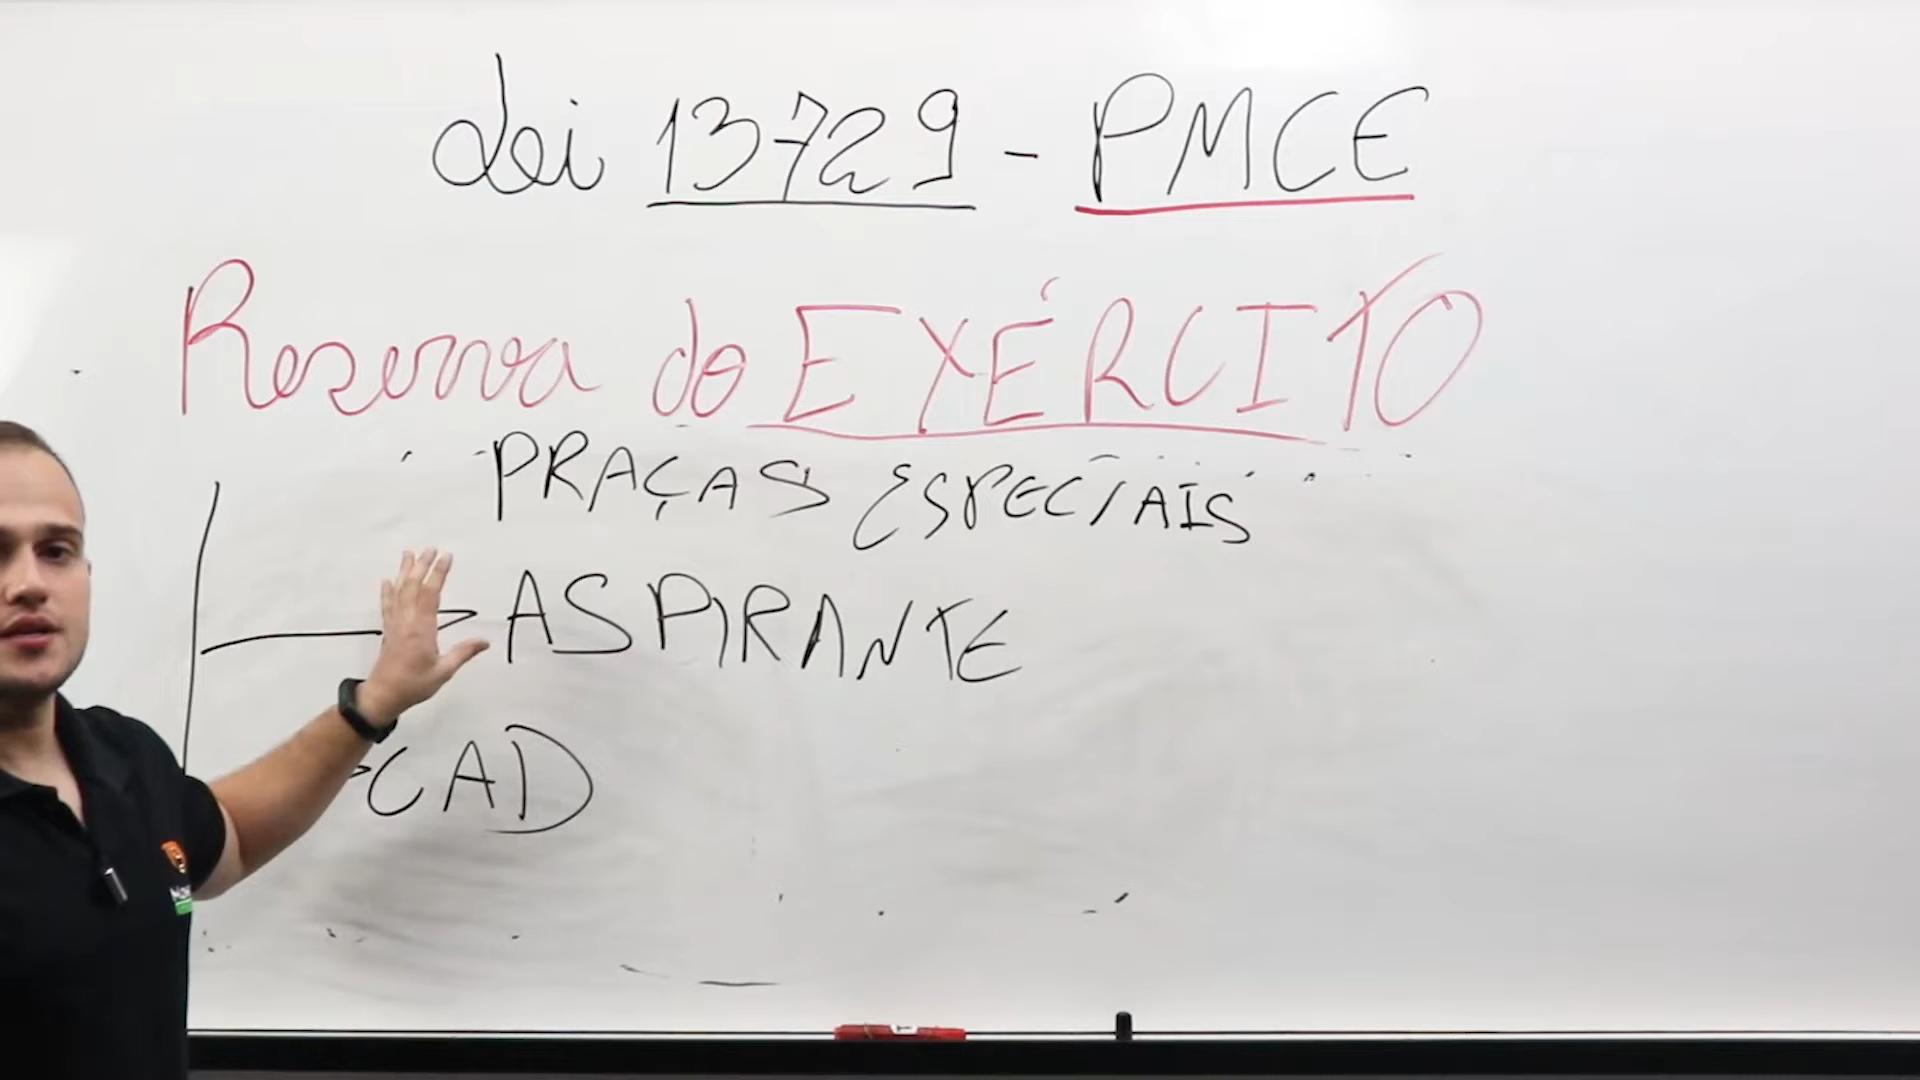 Lei 13729 - PMCE
Reserva do EXÉRCITO
PRAÇAS ESPECIAIS
ASPIRANTE
CAD